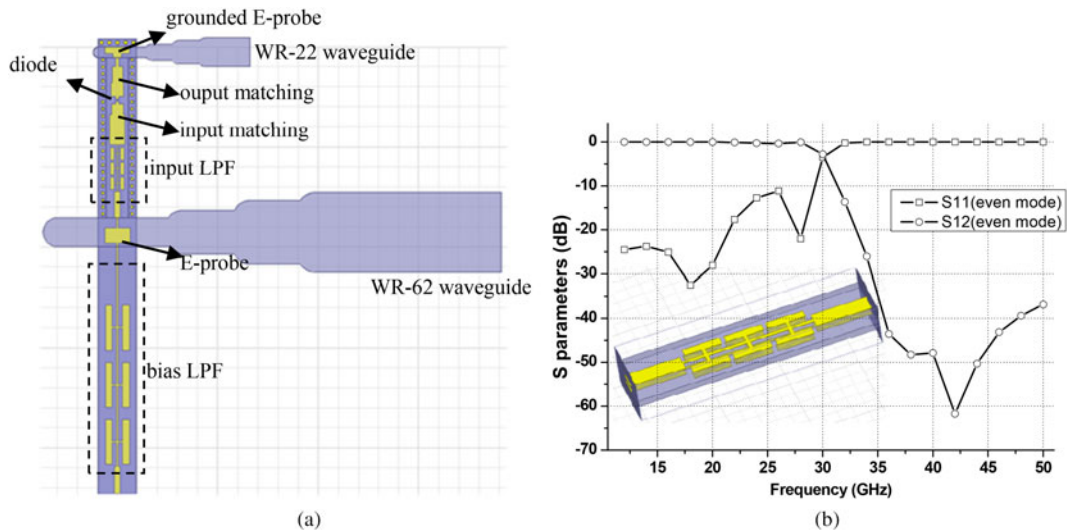 grounded E-probe
WR-22 waveguide
diode
ouput matching
input matching
input LPF
E-probe
WR-62 waveguide
bias LPF
(a)
0
-10
-20
-30
-40
-50
-60
-70
S parameters (dB)
S11(even mode)
S12(even mode)
15 20 25 30 35 40 45 50
Frequency (GHz)
(b)